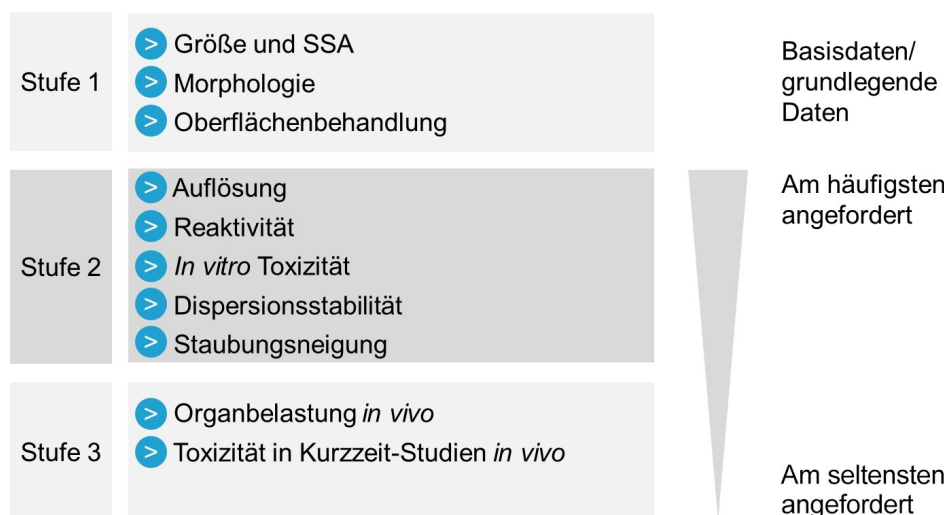 Stufe 1
> Größe und SSA
> Morphologie
> Oberflächenbehandlung
Basisdaten/
grundlegende
Daten
Stufe 2
> Auflösung
> Reaktivität
> In vitro Toxizität
> Dispersionsstabilität
> Staubungsneigung
Am häufigsten
angefordert
Stufe 3
> Organbelastung in vivo
> Toxizität in Kurzzeit-Studien in vivo
Am seltensten
angefordert